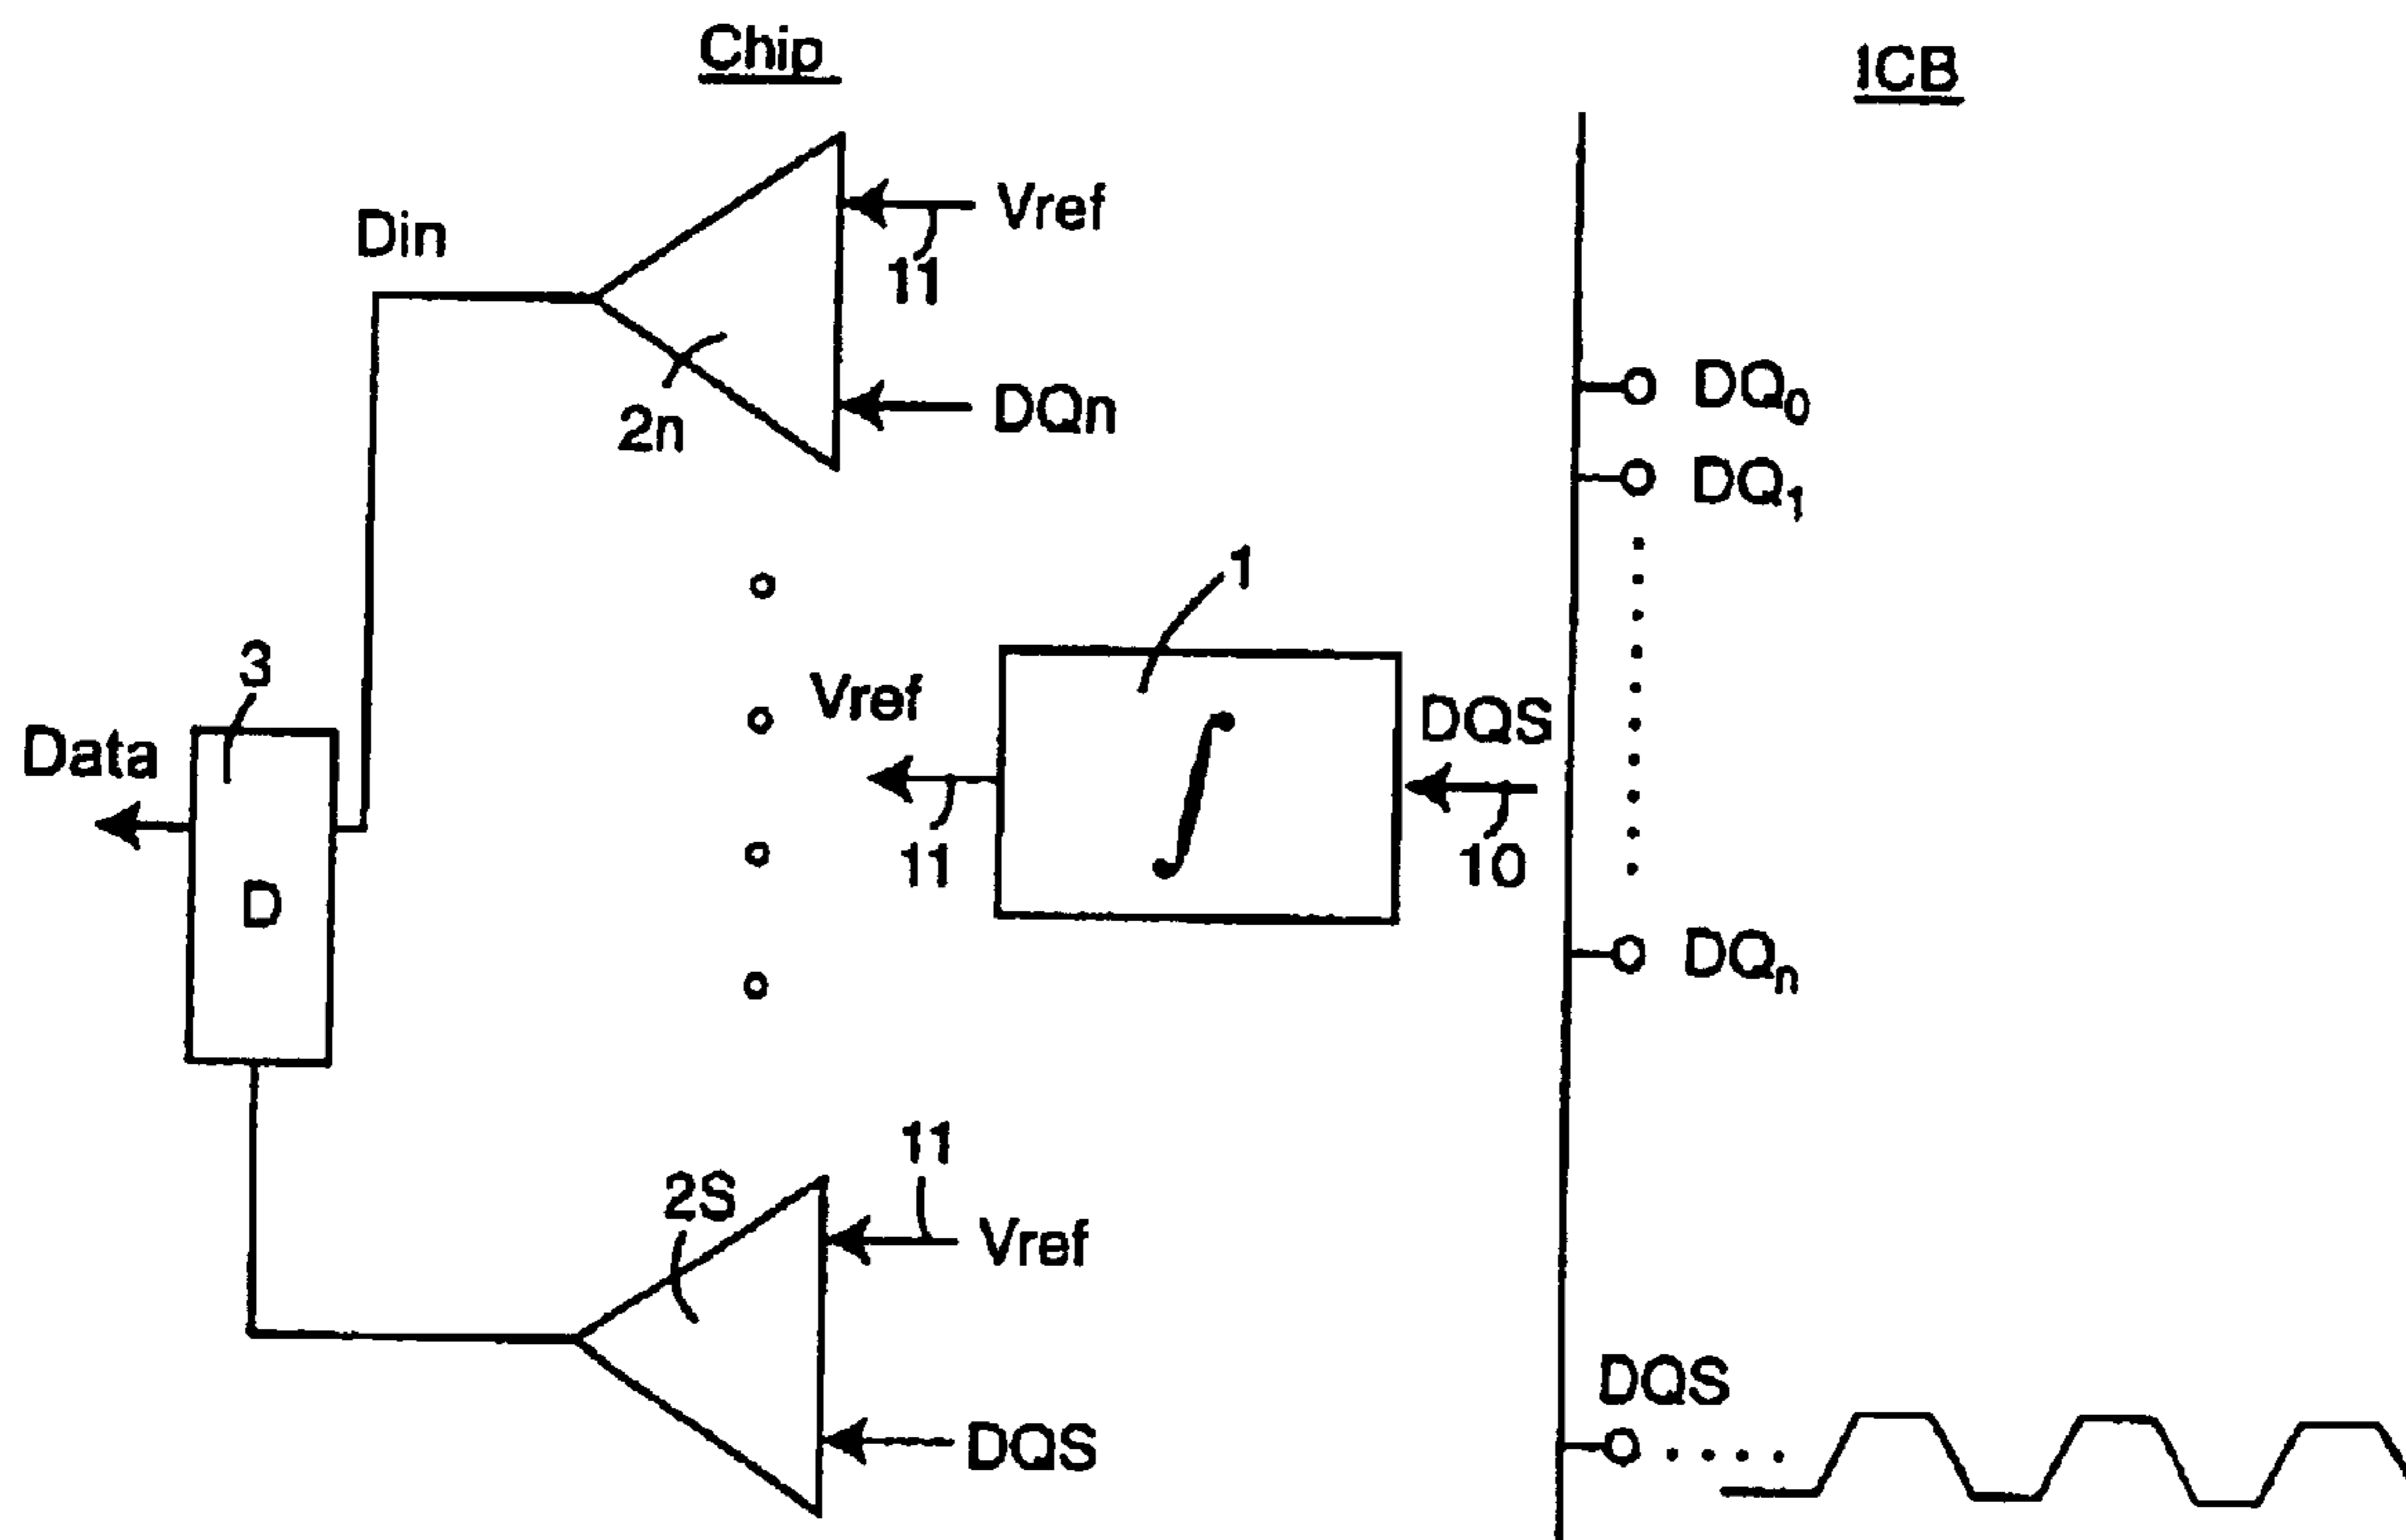 Chip
ICB
Vref
Din
11
DQ0
DQn
2n
DQ1
1
3
Vref
DQS
Data
11
10
D
DQn
11
2S
Vref
DQS
DQS